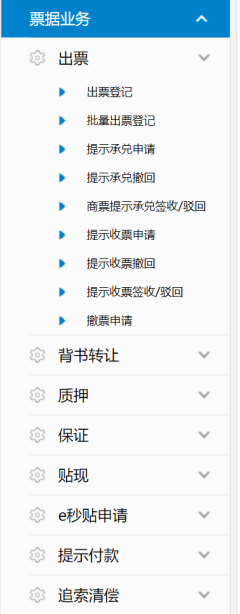 票据业务
出票
出票登记
批量出票登记
提示承兑申请
提示承兑撤回
商票提示承兑签收/驳回
提示收票申请
提示收票撤回
提示收票签收/驳回
撤票申请
背书转让
质押
保证
贴现
e秒贴申请
提示付款
追索清偿